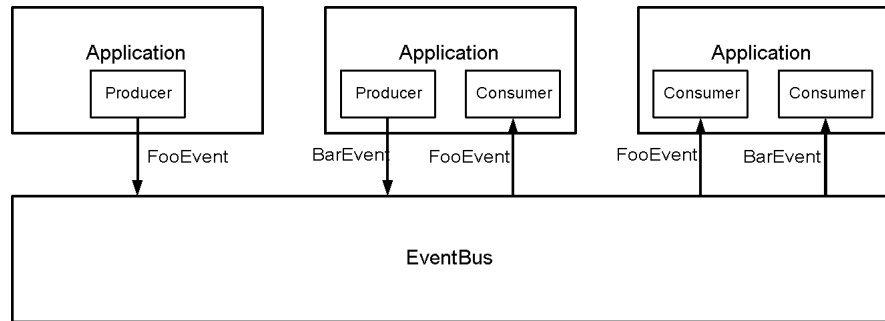 Application
Producer
FooEvent
Application
Producer
Consumer
BarEvent
FooEvent
Application
Consumer
Consumer
FooEvent
BarEvent
EventBus